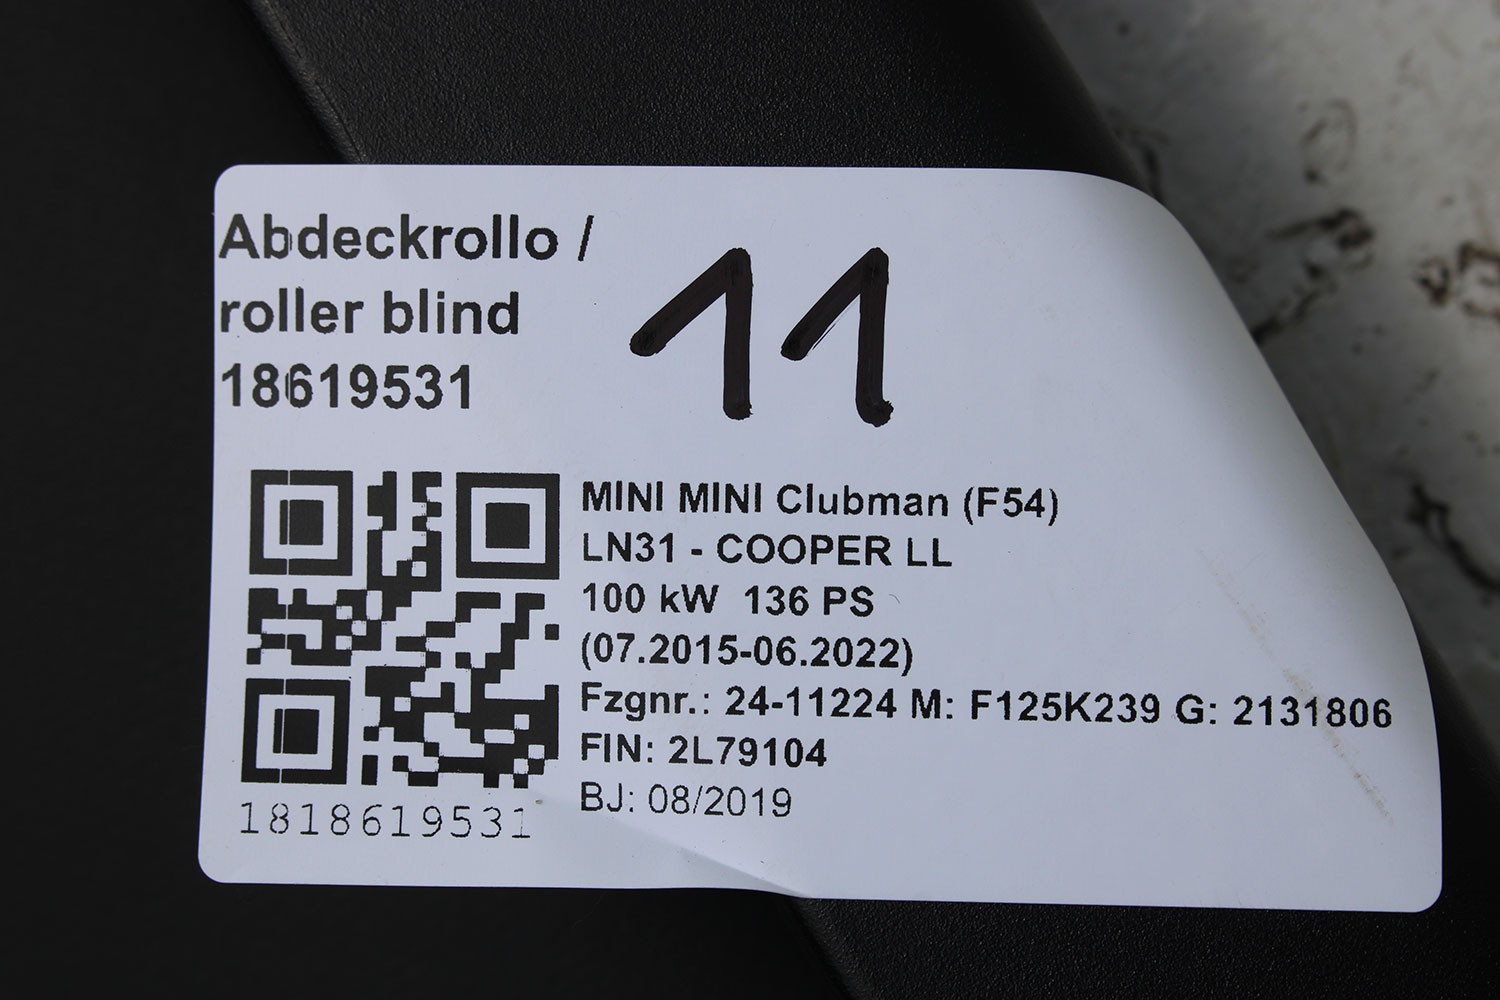 Abdeckrollo /
roller blind
18619531
11
MINI MINI Clubman (F54)
LN31 - COOPER LL
100 kW 136 PS
(07.2015-06.2022)
Fzgnr.: 24-11224 M: F125K239 G: 2131806
FIN: 2L79104
BJ: 08/2019
1818619531